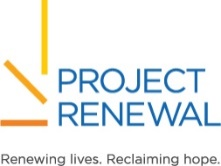 PROJECT
RENEWAL
Renewing lives. Reclaiming hope.